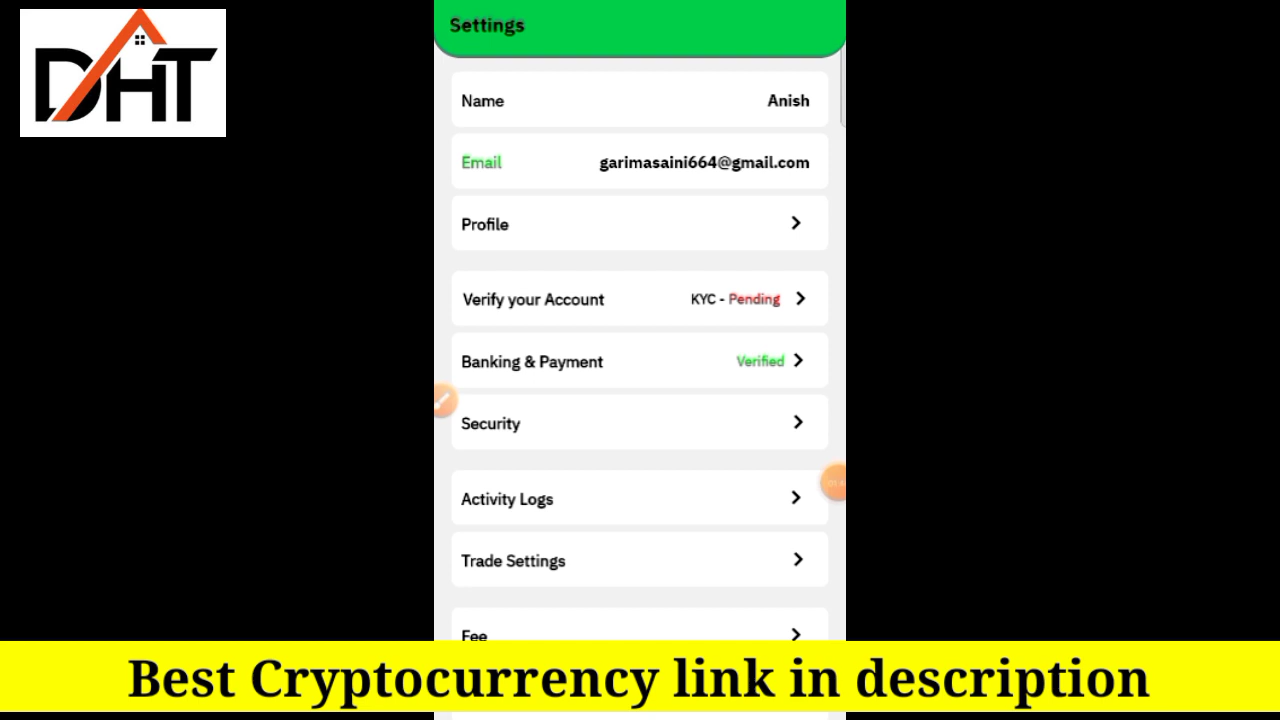 DHT
Settings
Name Anish
Email garimasaini664@gmail.com
Profile
Verify your Account KYC - Pending
Banking & Payment Verified
Security
Activity Logs
Trade Settings
Fee
Best Cryptocurrency link in description